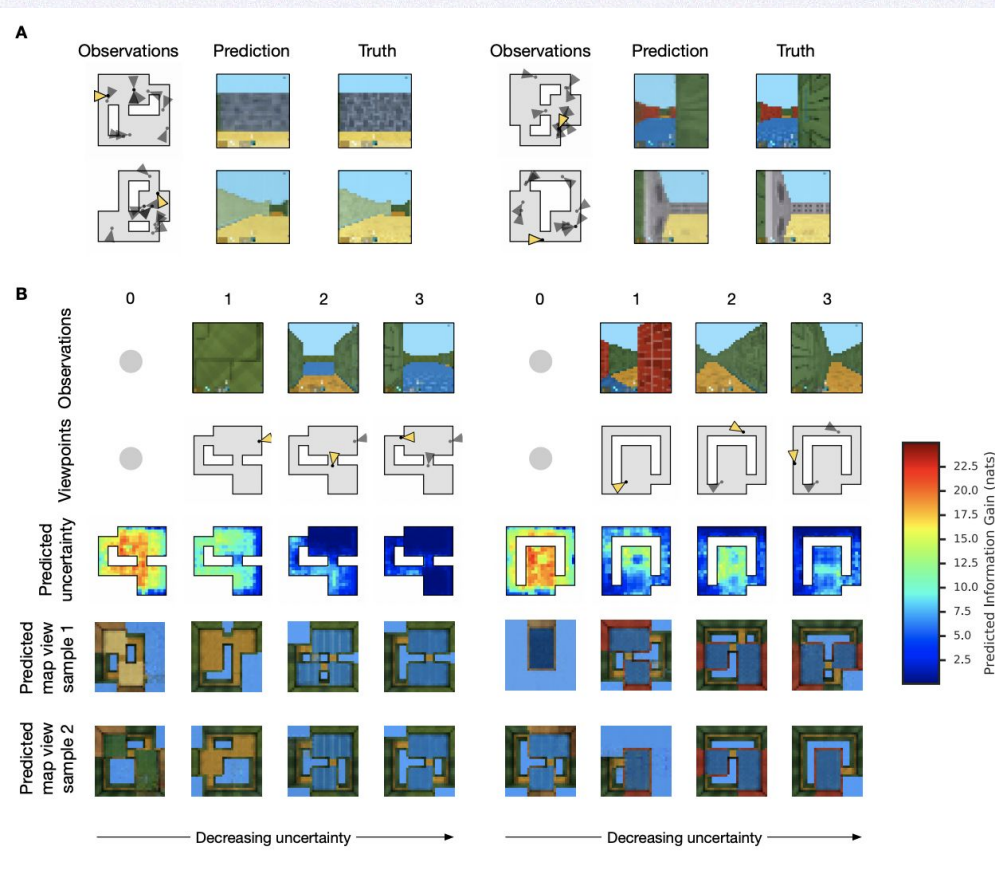 A
Observations Prediction Truth Observations Prediction Truth
B
0 1 2 3 0 1 2 3
Observations
Viewpoints
Predicted
uncertainty
Predicted
map view
sample 1
Predicted
map view
sample 2
Decreasing uncertainty Decreasing uncertainty
22.5
20.0
17.5
15.0
12.5
10.0
7.5
5.0
2.5
Predicted Information Gain (nats)